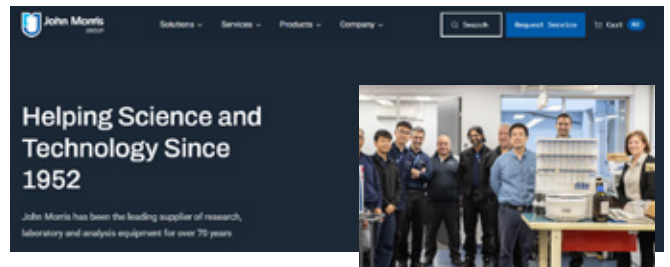 John Morris
GROUP
Solutions
Services
Products
Company
Search
Request Service
Cart
Helping Science and
Technology Since
1952
John Morris has been the leading supplier of research,
laboratory and analysis equipment for over 70 years